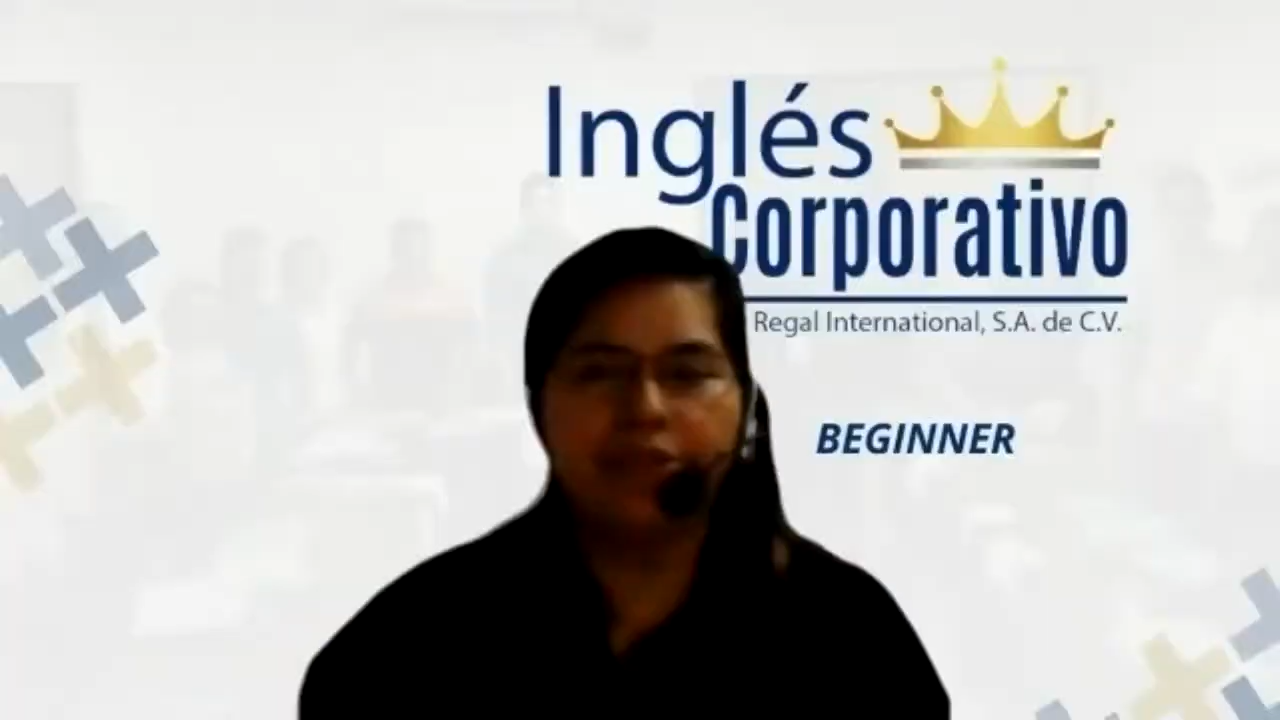 Inglés
Corporativo
Regal International, S.A. de C.V.
BEGINNER